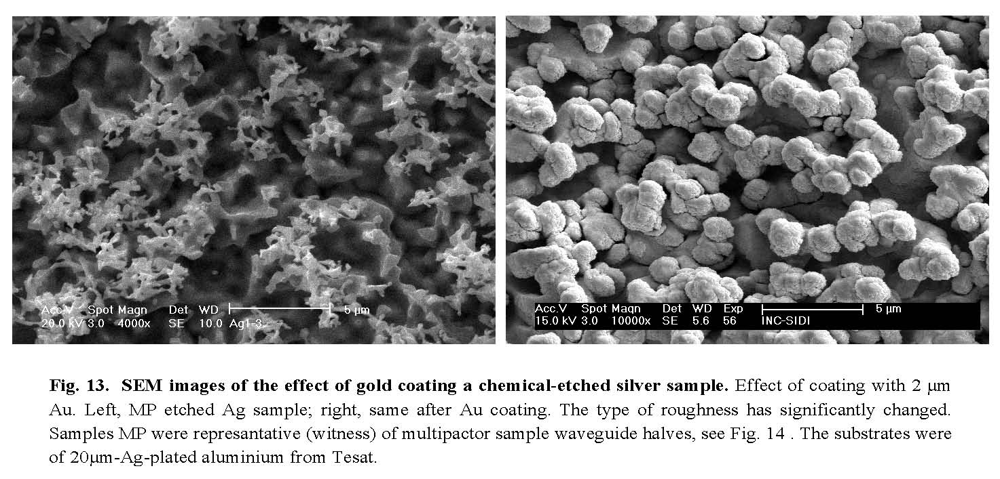 Acc.V Spot Magn Det WD 5 µm
20.0 kV 3.0 4000x SE 10.0 Ag1-3
Acc.V Spot Magn Det WD Exp 5 µm
15.0 kV 3.0 10000x SE 5.6 56 INC-SIDI
Fig. 13. SEM images of the effect of gold coating a chemical-etched silver sample. Effect of coating with 2 µm
Au. Left, MP etched Ag sample; right, same after Au coating. The type of roughness has significantly changed.
Samples MP were represantative (witness) of multipactor sample waveguide halves, see Fig. 14 . The substrates were
of 20µm-Ag-plated aluminium from Tesat.